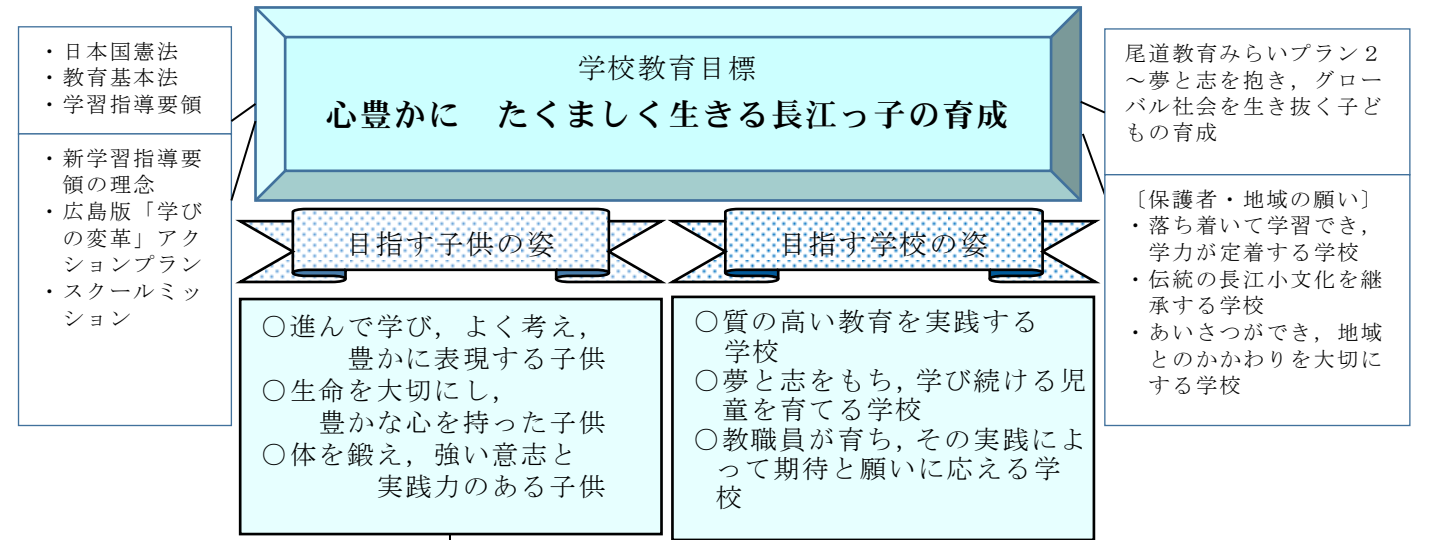 ・日本国憲法
・教育基本法
・学習指導要領
・新学習指導要
領の理念
・広島版「学び
の変革」アク
ションプラン
・スクールミッ
ション
学校教育目標
心豊かに　たくましく生きる長江っ子の育成
尾道教育みらいプラン２
～夢と志を抱き，グロー
バル社会を生き抜く子ど
もの育成
〔保護者・地域の願い〕
・落ち着いて学習でき，
学力が定着する学校
・伝統の長江小文化を継
承する学校
・あいさつができ，地域
とのかかわりを大切に
する学校
目指す子供の姿
○進んで学び，よく考え，
豊かに表現する子供
○生命を大切にし，
豊かな心を持った子供
○体を鍛え，強い意志と
実践力のある子供
目指す学校の姿
○質の高い教育を実践する
学校
○夢と志をもち，学び続ける児
童を育てる学校
○教職員が育ち，その実践によ
って期待と願いに応える学
校